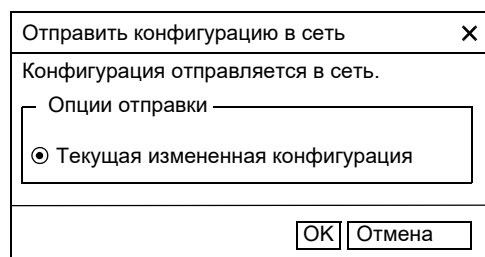 Отправить конфигурацию в сеть
Конфигурация отправляется в сеть.
Опции отправки
Текущая измененная конфигурация
OK Отмена